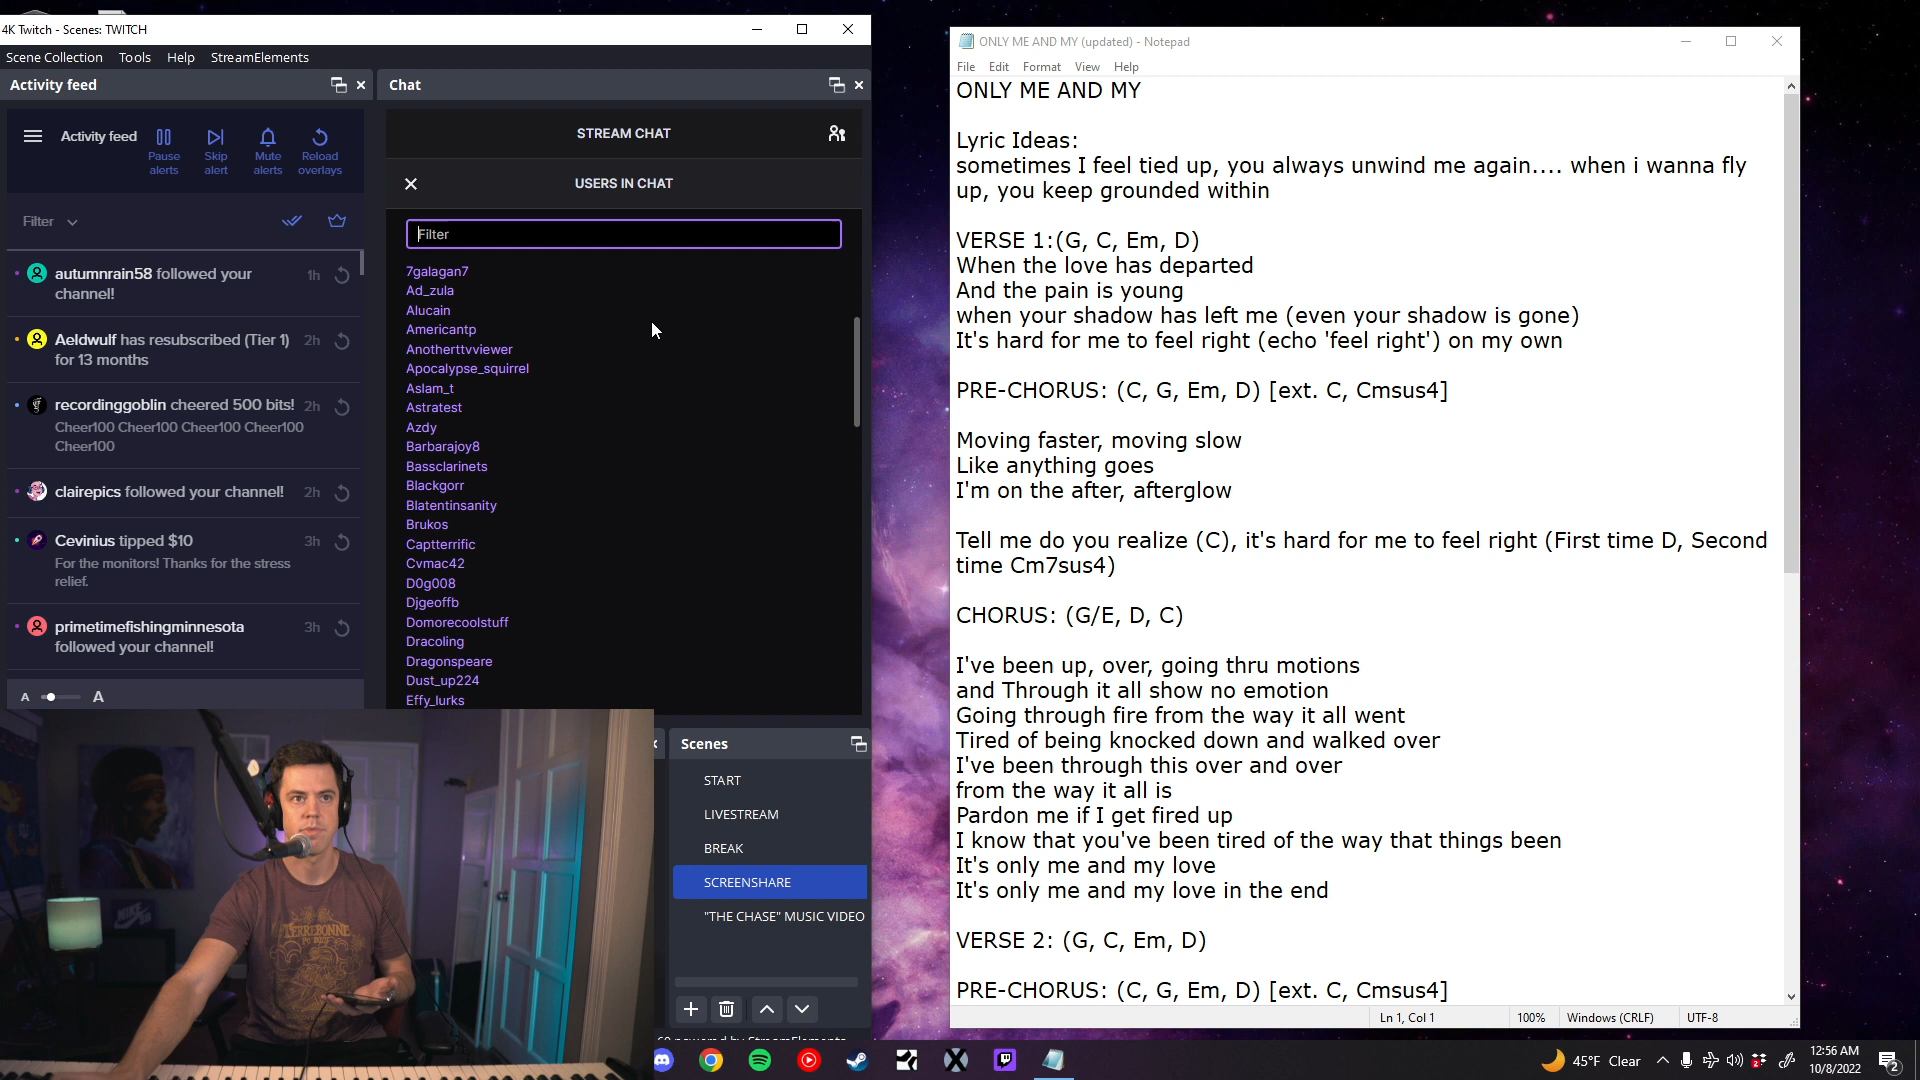 4K Twitch - Scenes: TWITCH
Scene Collection Tools Help StreamElements
Activity feed
Activity feed
Pause alerts
Skip alert
Mute alerts
Reload overlays
Filter
autumnrain58 followed your
channel!
1h
Aeldwulf has resubscribed (Tier 1)
for 13 months
2h
recordinggoblin cheered 500 bits!
2h
Cheer100 Cheer100 Cheer100 Cheer100
Cheer100
clairepics followed your channel!
2h
Cevinius tipped $10
3h
For the monitors! Thanks for the stress
relief.
primetimefishingminnesota
followed your channel!
3h
A A
Chat
STREAM CHAT
USERS IN CHAT
Filter
7galagan7
Ad_zula
Alucain
Americantp
Anotherttvviewer
Apocalypse_squirrel
Aslam_t
Astratest
Azdy
Barbarajoy8
Bassclarinets
Blackgorr
Blatentinsanity
Brukos
Captterrific
Cvmac42
D0g008
Djgeoffb
Domorecoolstuff
Dracoling
Dragonspeare
Dust_up224
Effy_lurks
Scenes
START
LIVESTREAM
BREAK
SCREENSHARE
"THE CHASE" MUSIC VIDEO
TERREBONNE
ONLY ME AND MY (updated) - Notepad
File Edit Format View Help
ONLY ME AND MY
Lyric Ideas:
sometimes I feel tied up, you always unwind me again.... when i wanna fly
up, you keep grounded within
VERSE 1:(G, C, Em, D)
When the love has departed
And the pain is young
when your shadow has left me (even your shadow is gone)
It's hard for me to feel right (echo 'feel right') on my own
PRE-CHORUS: (C, G, Em, D) [ext. C, Cmsus4]
Moving faster, moving slow
Like anything goes
I'm on the after, afterglow
Tell me do you realize (C), it's hard for me to feel right (First time D, Second
time Cm7sus4)
CHORUS: (G/E, D, C)
I've been up, over, going thru motions
and Through it all show no emotion
Going through fire from the way it all went
Tired of being knocked down and walked over
I've been through this over and over
from the way it all is
Pardon me if I get fired up
I know that you've been tired of the way that things been
It's only me and my love
It's only me and my love in the end
VERSE 2: (G, C, Em, D)
PRE-CHORUS: (C, G, Em, D) [ext. C, Cmsus4]
Ln 1, Col 1
100%
Windows (CRLF)
UTF-8
45°F Clear
12:56 AM
10/8/2022
2